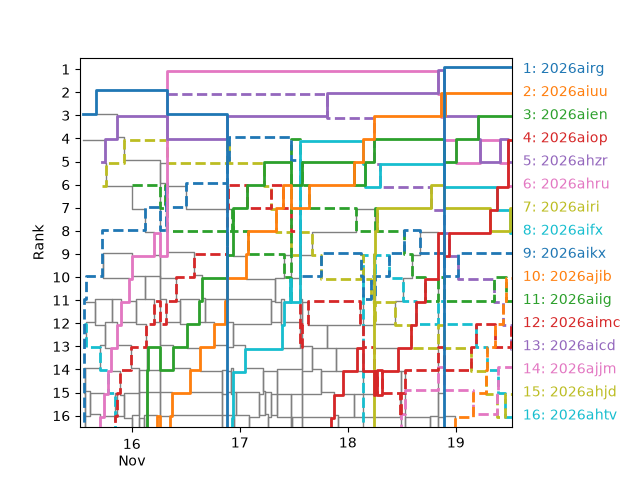 1
2
3
4
5
6
7
8
9
10
11
12
13
14
15
16
Rank
16
17
18
19
Nov
1: 2026airg
2: 2026aiuu
3: 2026aien
4: 2026aiop
5: 2026ahzr
6: 2026ahru
7: 2026airi
8: 2026aifx
9: 2026aikx
10: 2026ajib
11: 2026aiig
12: 2026aimc
13: 2026aicd
14: 2026ajjm
15: 2026ahjd
16: 2026ahtv